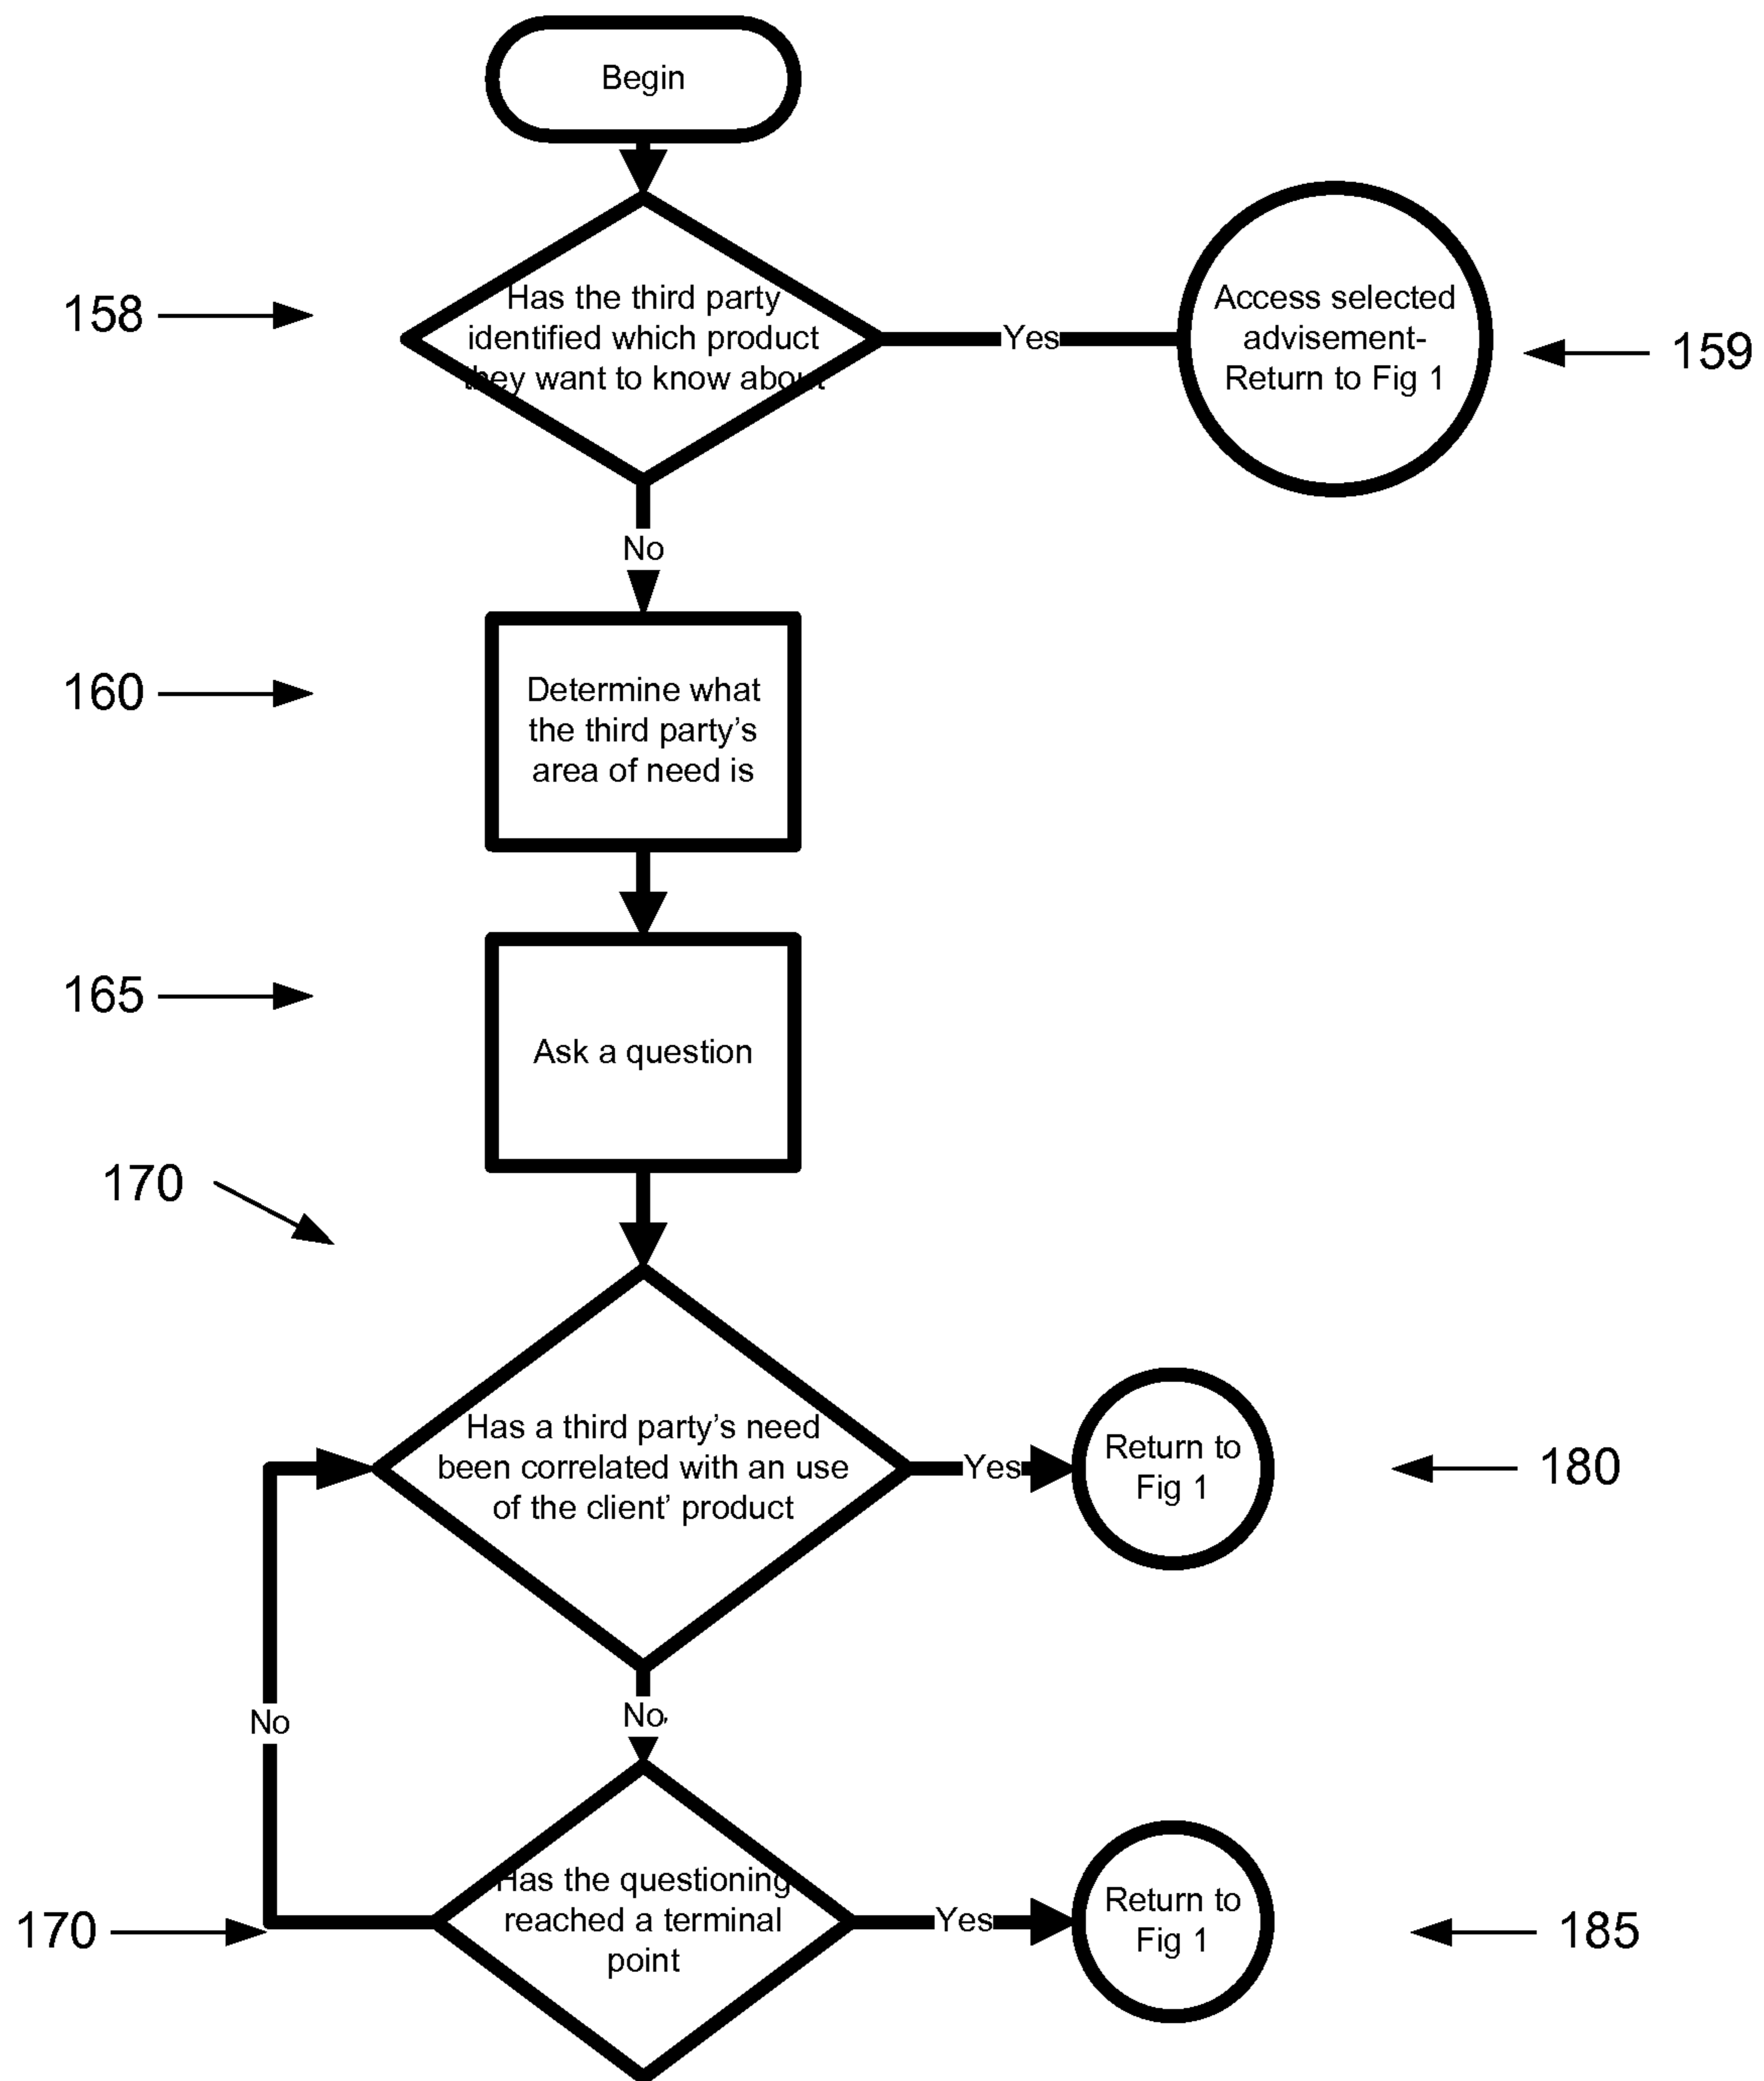 Begin
158
Has the third party
identified which product
they want to know about
Yes
Access selected
advisement-
Return to Fig 1
159
No
160
Determine what
the third party's
area of need is
165
Ask a question
170
Has a third party's need
been correlated with an use
of the client' product
Yes
Return to
Fig 1
180
No
No,
170
Has the questioning
reached a terminal
point
Yes
Return to
Fig 1
185